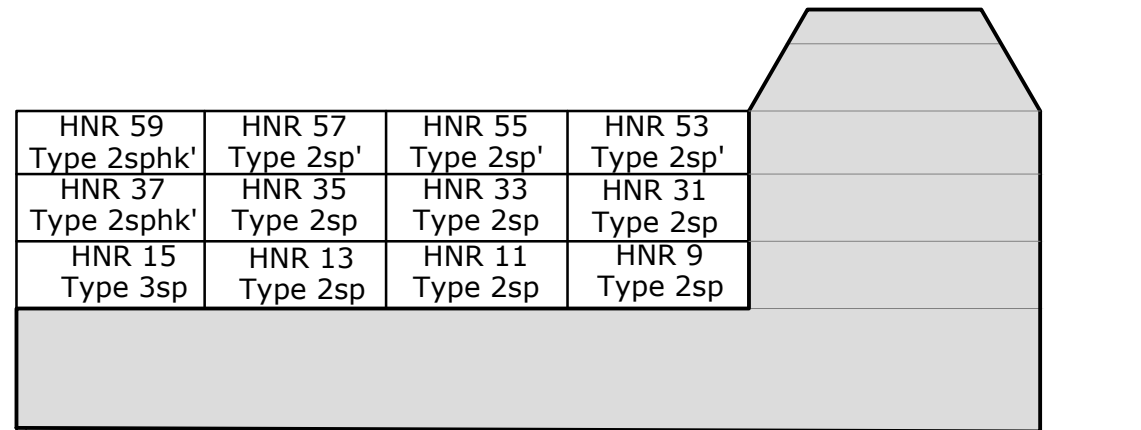 HNR 59
Type 2sphk'
HNR 57
Type 2sp'
HNR 55
Type 2sp'
HNR 53
Type 2sp'
HNR 37
Type 2sphk'
HNR 35
Type 2sp
HNR 33
Type 2sp
HNR 31
Type 2sp
HNR 15
Type 3sp
HNR 13
Type 2sp
HNR 11
Type 2sp
HNR 9
Type 2sp